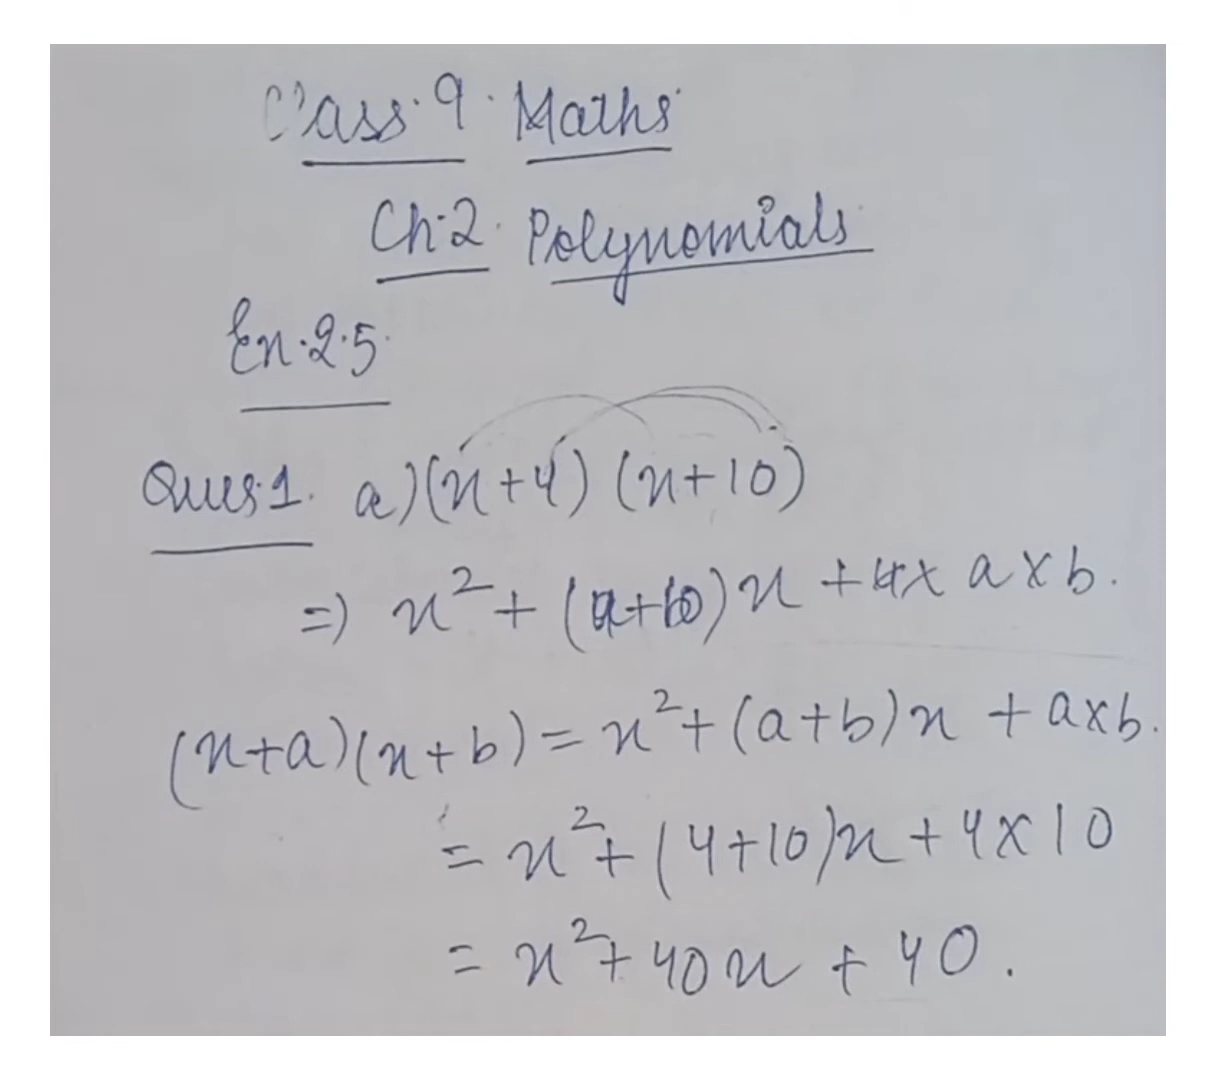 Class. 9. Maths
Ch.2. Polynomials
Ex.2.5.
Ques.1. a)(x+4) (x+10)
=) x² + (a+10)x + 4x a x b.
(x+a)(x+b) = x² + (a+b)x + axb.
= x² + (4+10)x + 4 x 10
= x² + 40x + 40.